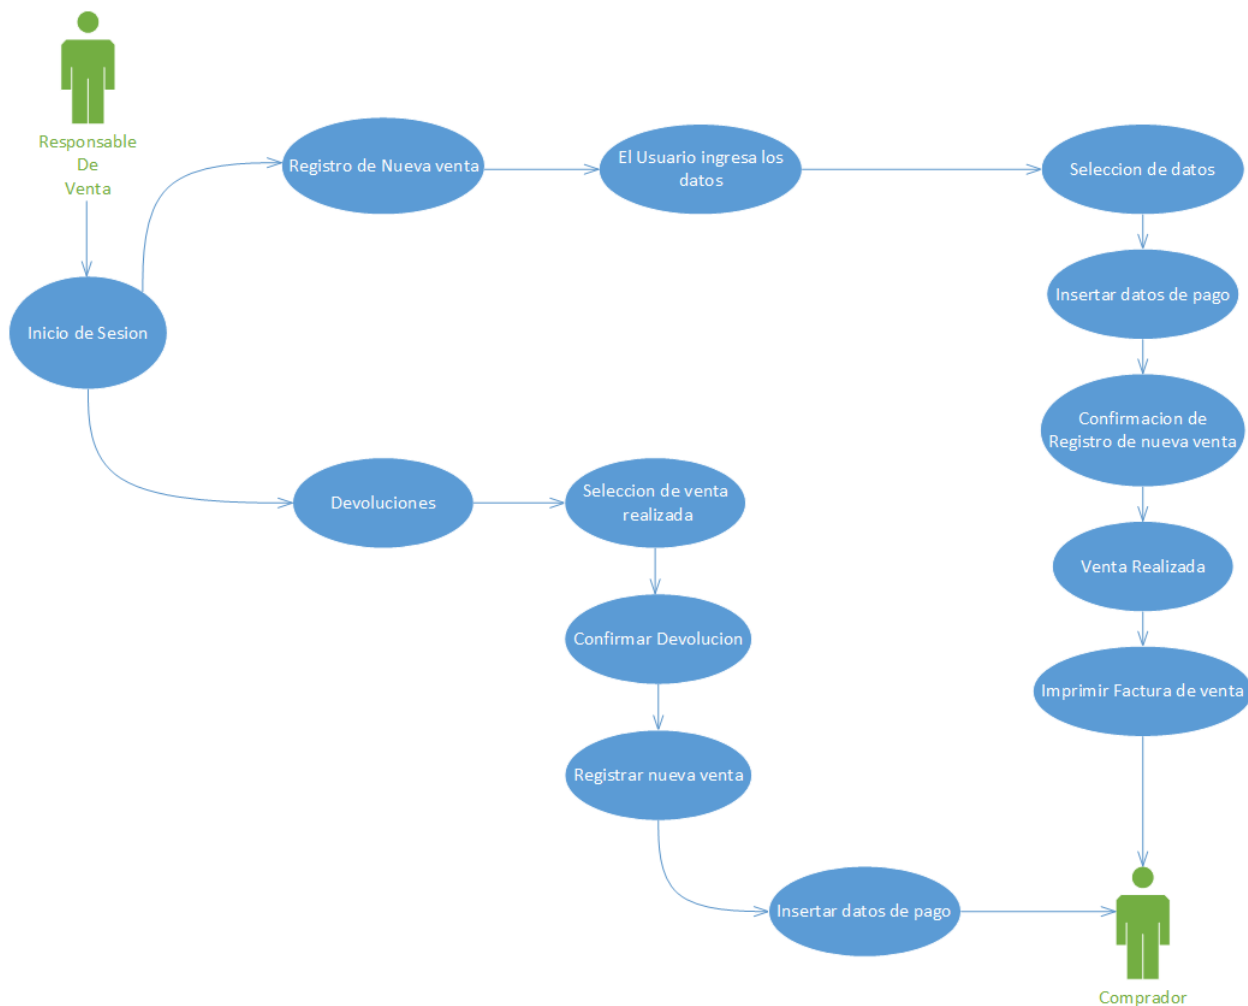 Responsable
De
Venta
Registro de Nueva venta
El Usuario ingresa los
datos
Seleccion de datos
Insertar datos de pago
Inicio de Sesion
Confirmacion de
Registro de nueva venta
Devoluciones
Seleccion de venta
realizada
Venta Realizada
Confirmar Devolucion
Imprimir Factura de venta
Registrar nueva venta
Insertar datos de pago
Comprador